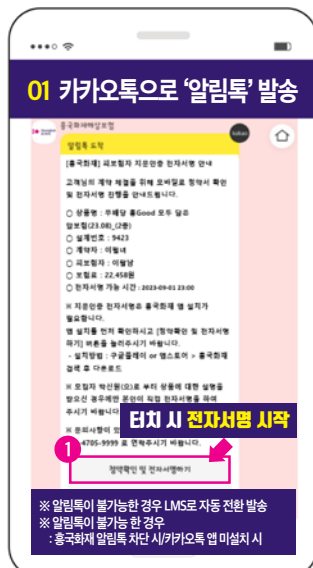 01 카카오톡으로 ‘알림톡’ 발송
흥국화재해상보험
kakao
알림톡 도착
[흥국화재] 피보험자 지문인증 전자서명 안내
고객님의 계약 체결을 위해 모바일로 청약서 확인
및 전자서명 진행을 안내드립니다.
○ 상품명 : 무배당 흥Good 모두 담은
암보험(23.08)_(2종)
○ 설계번호 : 9423
○ 계약자 : 이월녀
○ 피보험자 : 이월남
○ 보험료 : 22,458원
○ 전자서명 가능 시간 : 2023-09-01 23:00
※ 지문인증 전자서명은 흥국화재 앱 설치가
필요합니다.
앱 설치를 먼저 확인하시고 [청약확인 및 전자서명
하기] 버튼을 눌러주시기 바랍니다.
- 설치방법 : 구글플레이 or 앱스토어 > 흥국화재
검색 후 다운로드
※ 모집자 박신원(으)로 부터 상품에 대한 설명을
받으신 경우에만 본인이 직접 전자서명을 하여
주시기 바랍니다
터치 시 전자서명 시작
※ 문의사항이 있
-4705-9999 로 연락주시기 바랍니다.
1
청약확인 및 전자서명하기
※ 알림톡이 불가능한 경우 LMS로 자동 전환 발송
※ 알림톡이 불가능 한 경우
: 흥국화재 알림톡 차단 시/카카오톡 앱 미설치 시